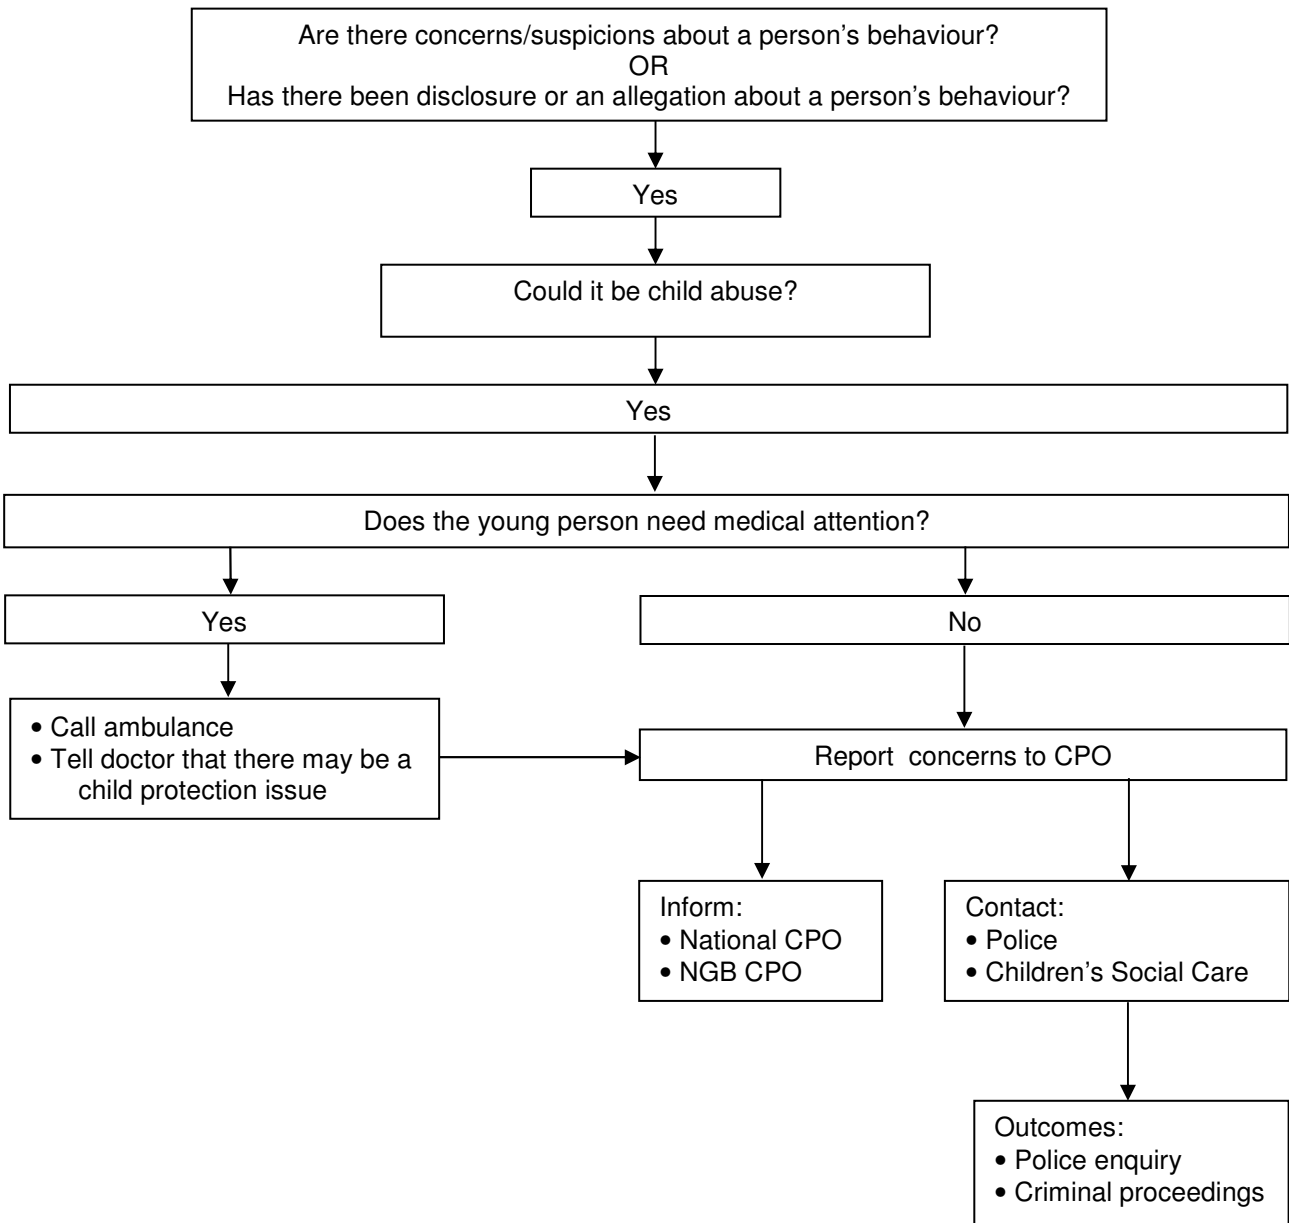 Are there concerns/suspicions about a person’s behaviour?
OR
Has there been disclosure or an allegation about a person’s behaviour?
Yes
Could it be child abuse?
Yes
Does the young person need medical attention?
Yes
No
• Call ambulance
• Tell doctor that there may be a
child protection issue
Report concerns to CPO
Inform:
• National CPO
• NGB CPO
Contact:
• Police
• Children’s Social Care
Outcomes:
• Police enquiry
• Criminal proceedings